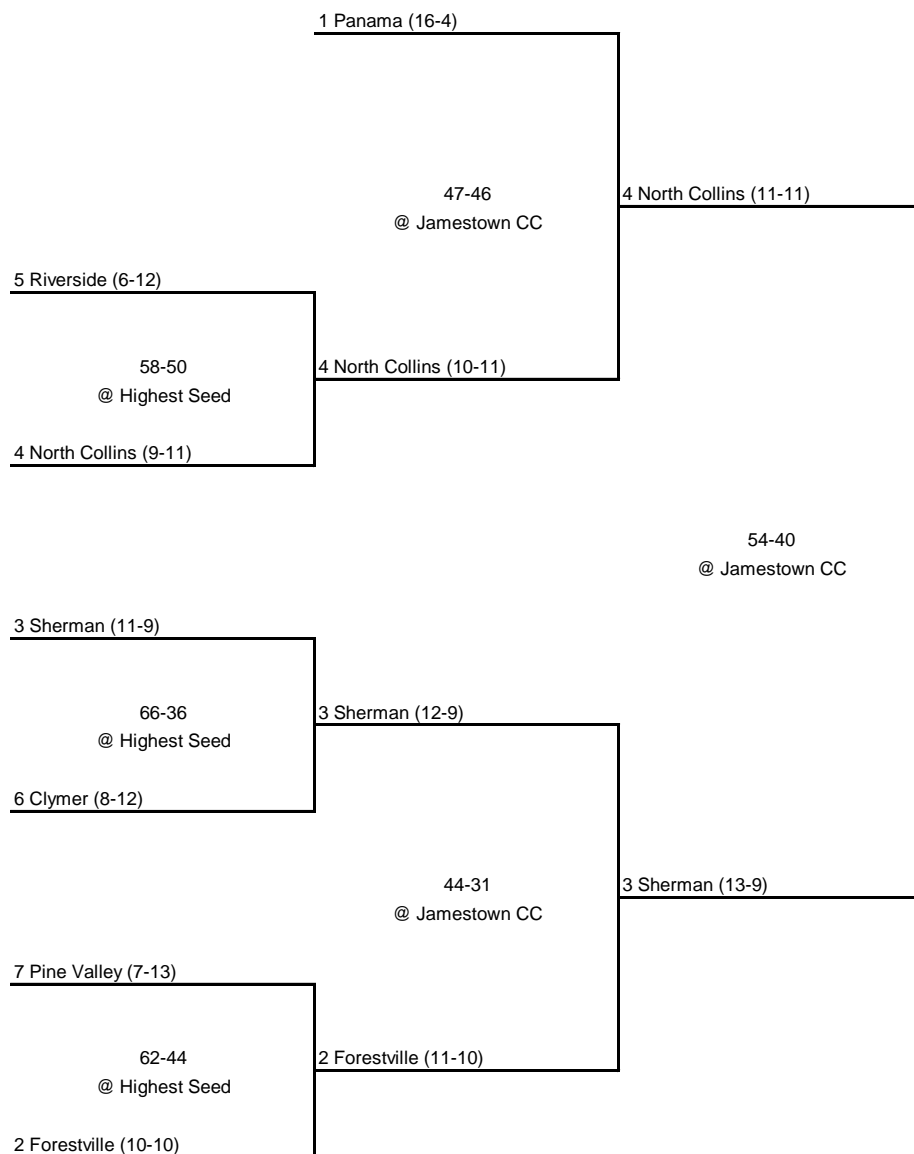 1 Panama (16-4)
47-46
@ Jamestown CC
4 North Collins (11-11)
5 Riverside (6-12)
58-50
@ Highest Seed
4 North Collins (10-11)
4 North Collins (9-11)
54-40
@ Jamestown CC
3 Sherman (11-9)
66-36
@ Highest Seed
3 Sherman (12-9)
6 Clymer (8-12)
44-31
@ Jamestown CC
3 Sherman (13-9)
7 Pine Valley (7-13)
62-44
@ Highest Seed
2 Forestville (11-10)
2 Forestville (10-10)